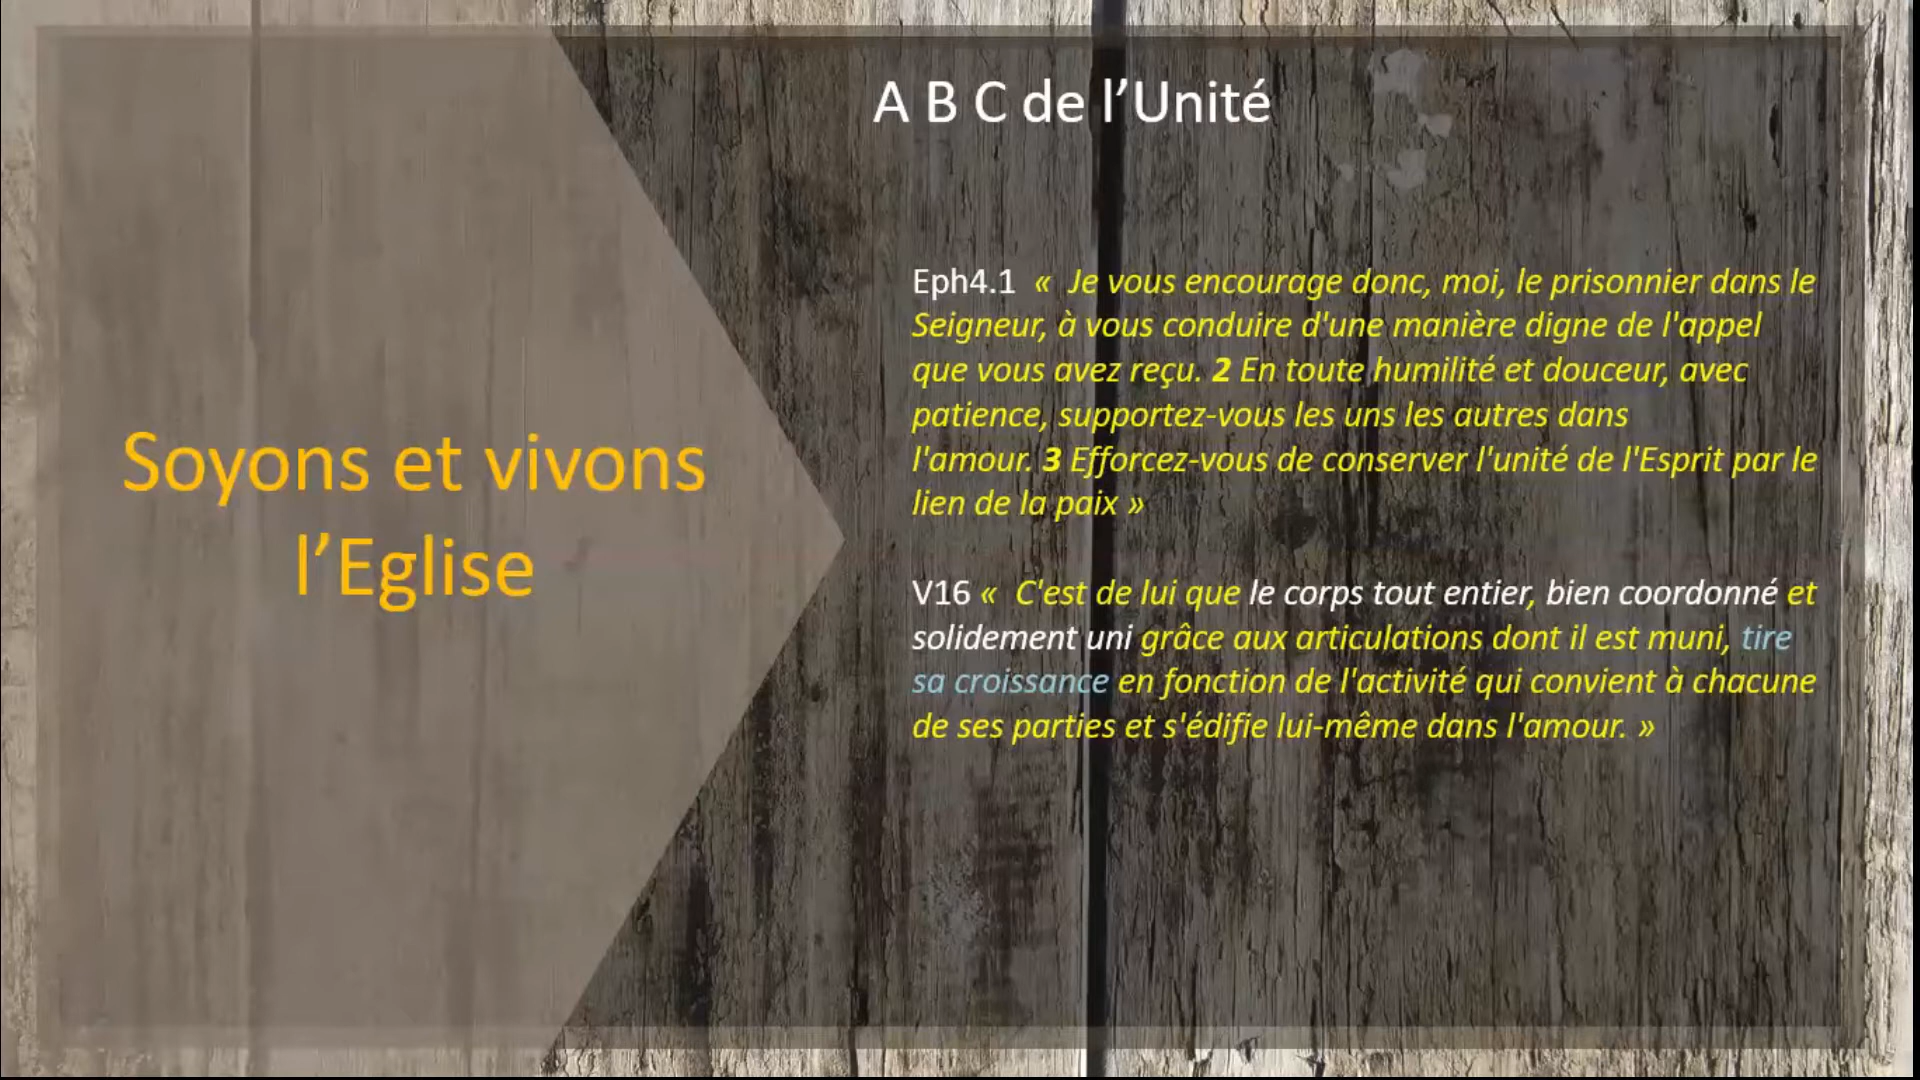 A B C de l’Unité
Soyons et vivons
l’Eglise
Eph4.1 « Je vous encourage donc, moi, le prisonnier dans le
Seigneur, à vous conduire d'une manière digne de l'appel
que vous avez reçu. 2 En toute humilité et douceur, avec
patience, supportez-vous les uns les autres dans
l'amour. 3 Efforcez-vous de conserver l'unité de l'Esprit par le
lien de la paix »
V16 « C'est de lui que le corps tout entier, bien coordonné et
solidement uni grâce aux articulations dont il est muni, tire
sa croissance en fonction de l'activité qui convient à chacune
de ses parties et s'édifie lui-même dans l'amour. »